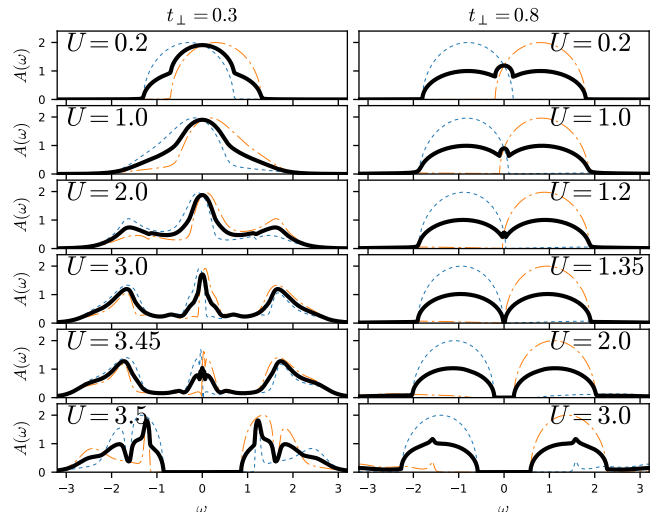 t⊥ = 0.3 t⊥ = 0.8
A(ω) 2 1 0 U = 0.2 U = 0.2
A(ω) 2 1 0 U = 1.0 U = 1.0
A(ω) 2 1 0 U = 2.0 U = 1.2
A(ω) 2 1 0 U = 3.0 U = 1.35
A(ω) 2 1 0 U = 3.45 U = 2.0
A(ω) 2 1 0 U = 3.5 U = 3.0
−3 −2 −1 0 1 2 3 −3 −2 −1 0 1 2 3
ω ω